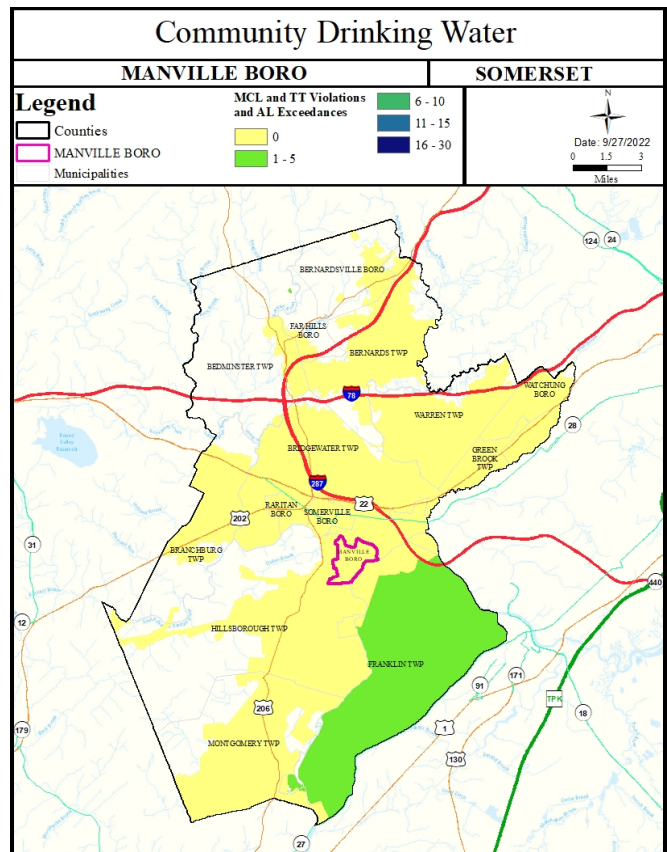 Community Drinking Water
MANVILLE BORO
SOMERSET
Legend
Counties
MANVILLE BORO
Municipalities
MCL and TT Violations
and AL Exceedances
0
1 - 5
6 - 10
11 - 15
16 - 30
N
Date: 9/27/2022
0 1.5 3
Miles
124
24
BERNARDSVILLE BORO
FAR HILLS
BORO
BERNARDS TWP
BEDMINSTER TWP
78
WATCHUNG
BORO
WARREN TWP
28
BRIDGEWATER TWP
GREEN
BROOK
TWP
287
22
RARITAN
BORO
SOMERVILLE
BORO
202
31
BRANCHBURG
TWP
MANVILLE
BORO
440
12
HILLSBOROUGH TWP
FRANKLIN TWP
171
91
TPK
206
18
179
1
MONTGOMERY TWP
130
27